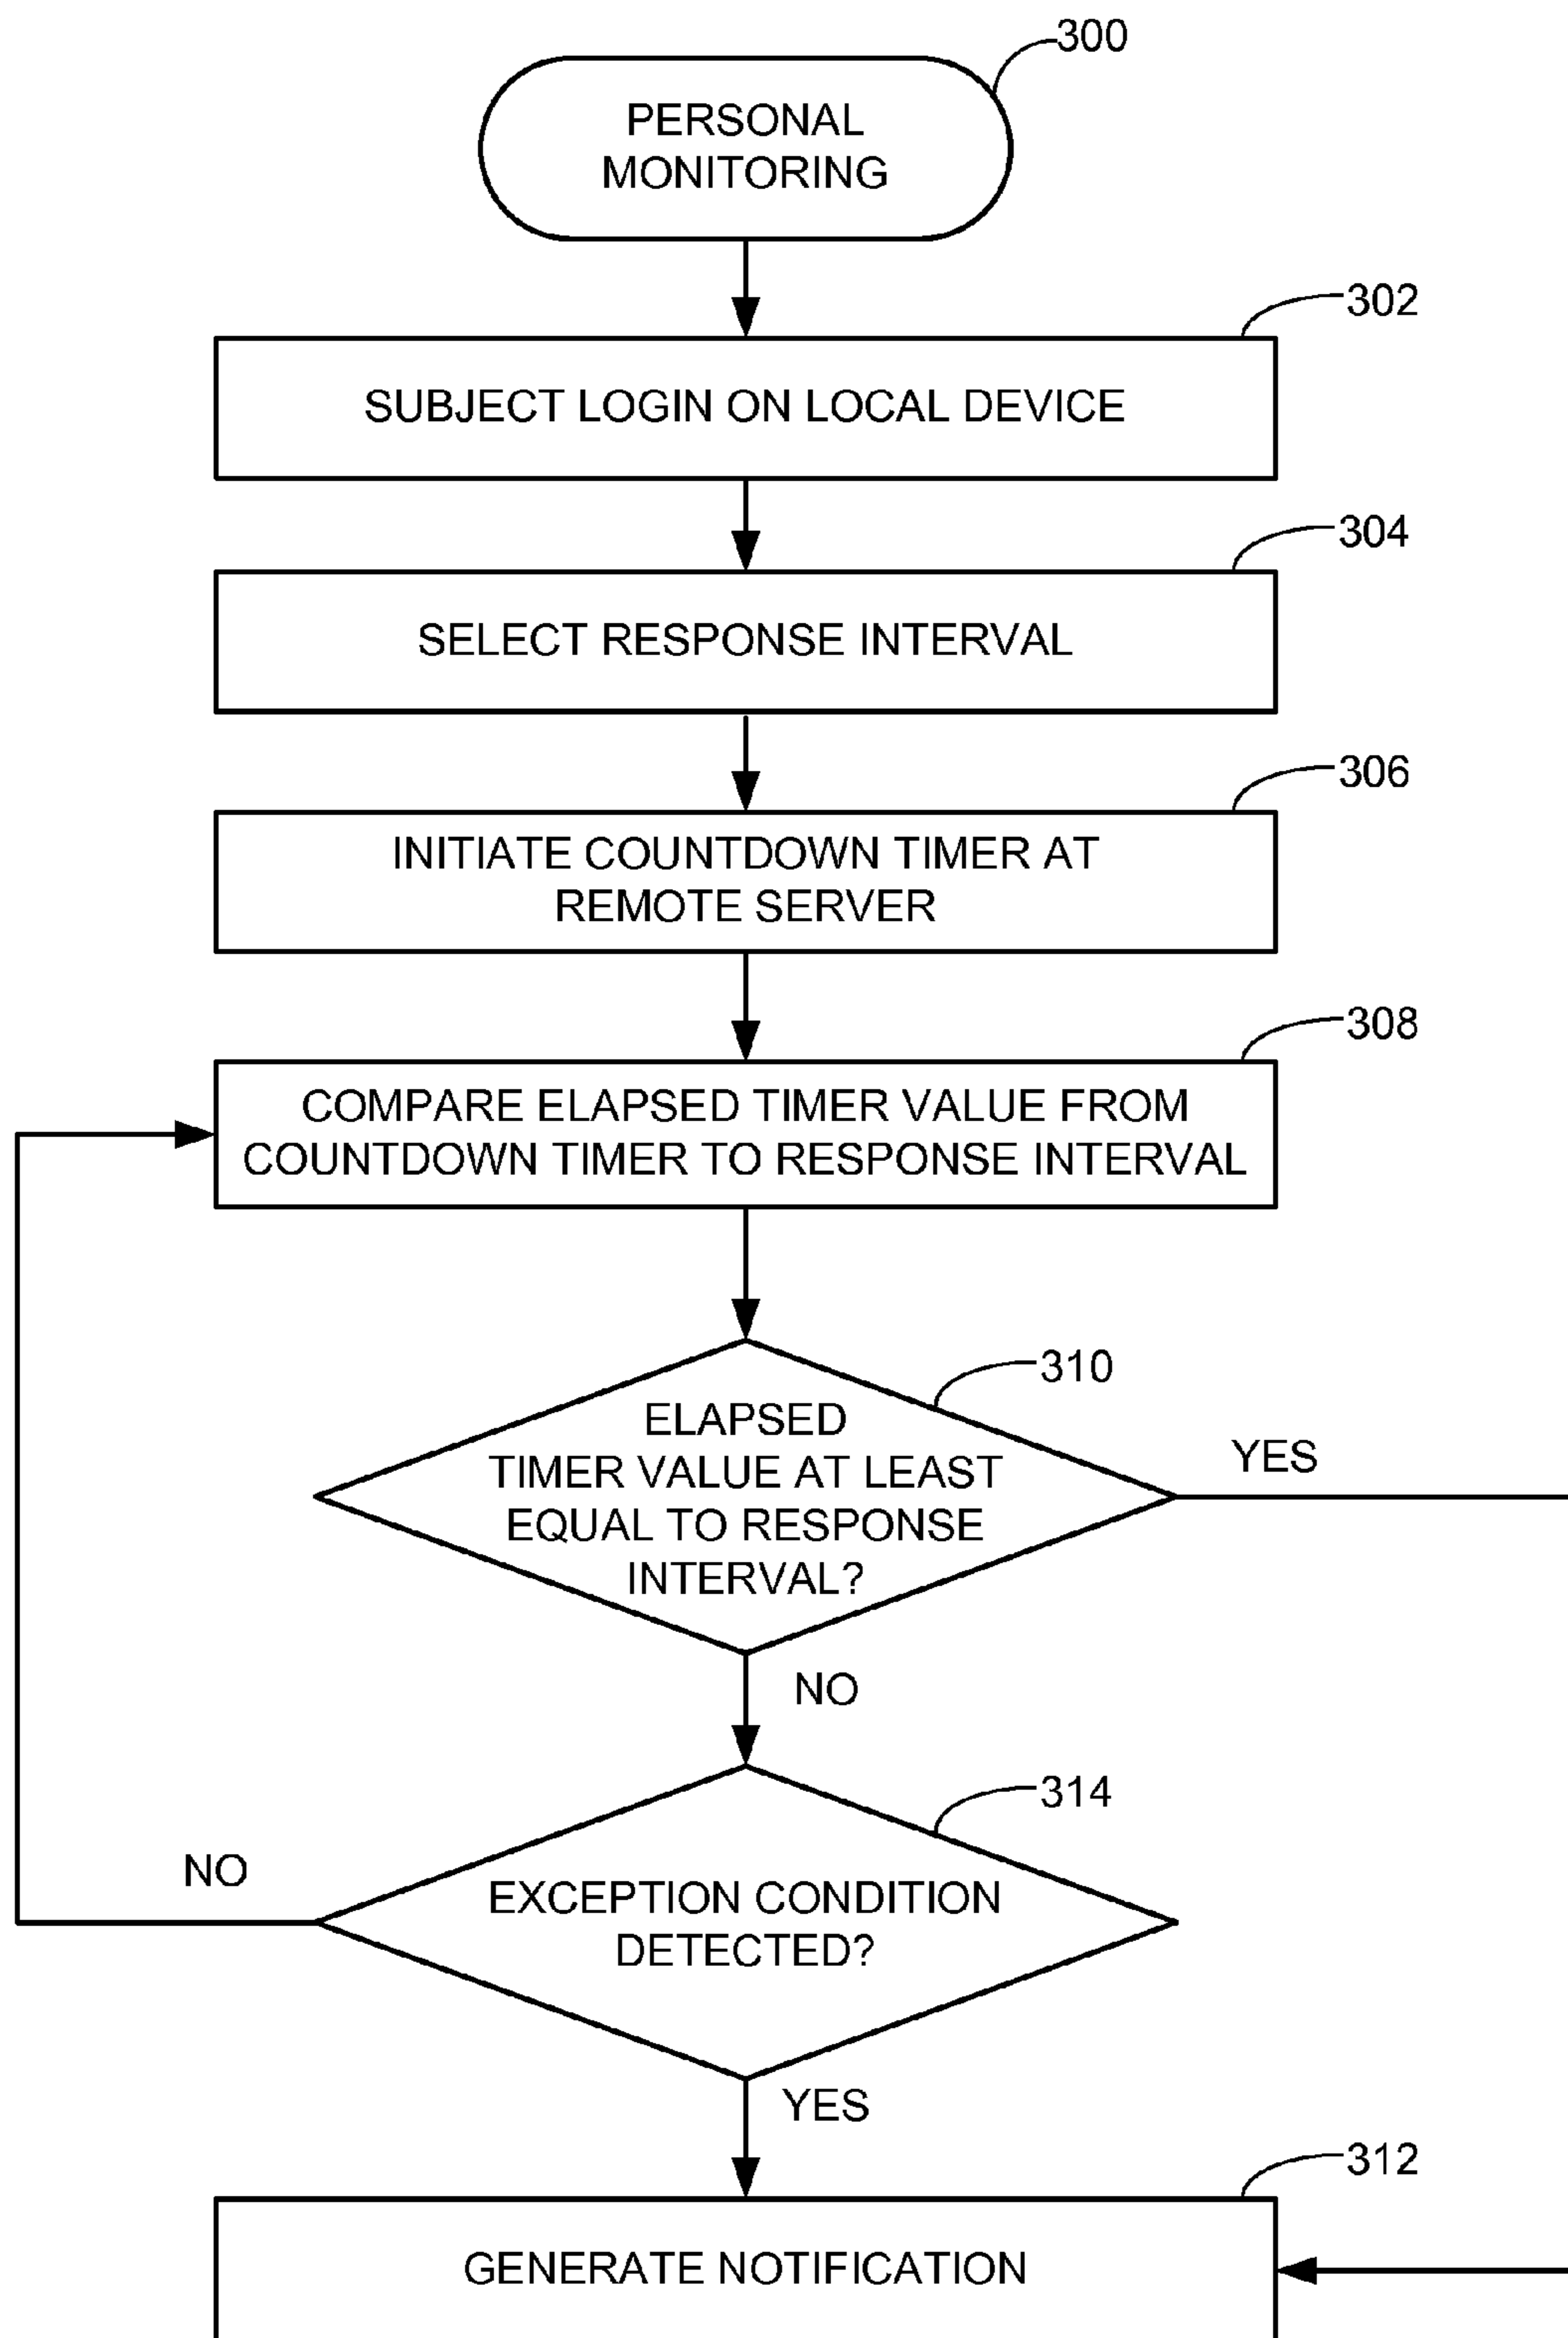 300
PERSONAL
MONITORING
302
SUBJECT LOGIN ON LOCAL DEVICE
304
SELECT RESPONSE INTERVAL
306
INITIATE COUNTDOWN TIMER AT
REMOTE SERVER
308
COMPARE ELAPSED TIMER VALUE FROM
COUNTDOWN TIMER TO RESPONSE INTERVAL
310
ELAPSED
TIMER VALUE AT LEAST
EQUAL TO RESPONSE
INTERVAL?
YES
NO
314
EXCEPTION CONDITION
DETECTED?
NO
YES
312
GENERATE NOTIFICATION